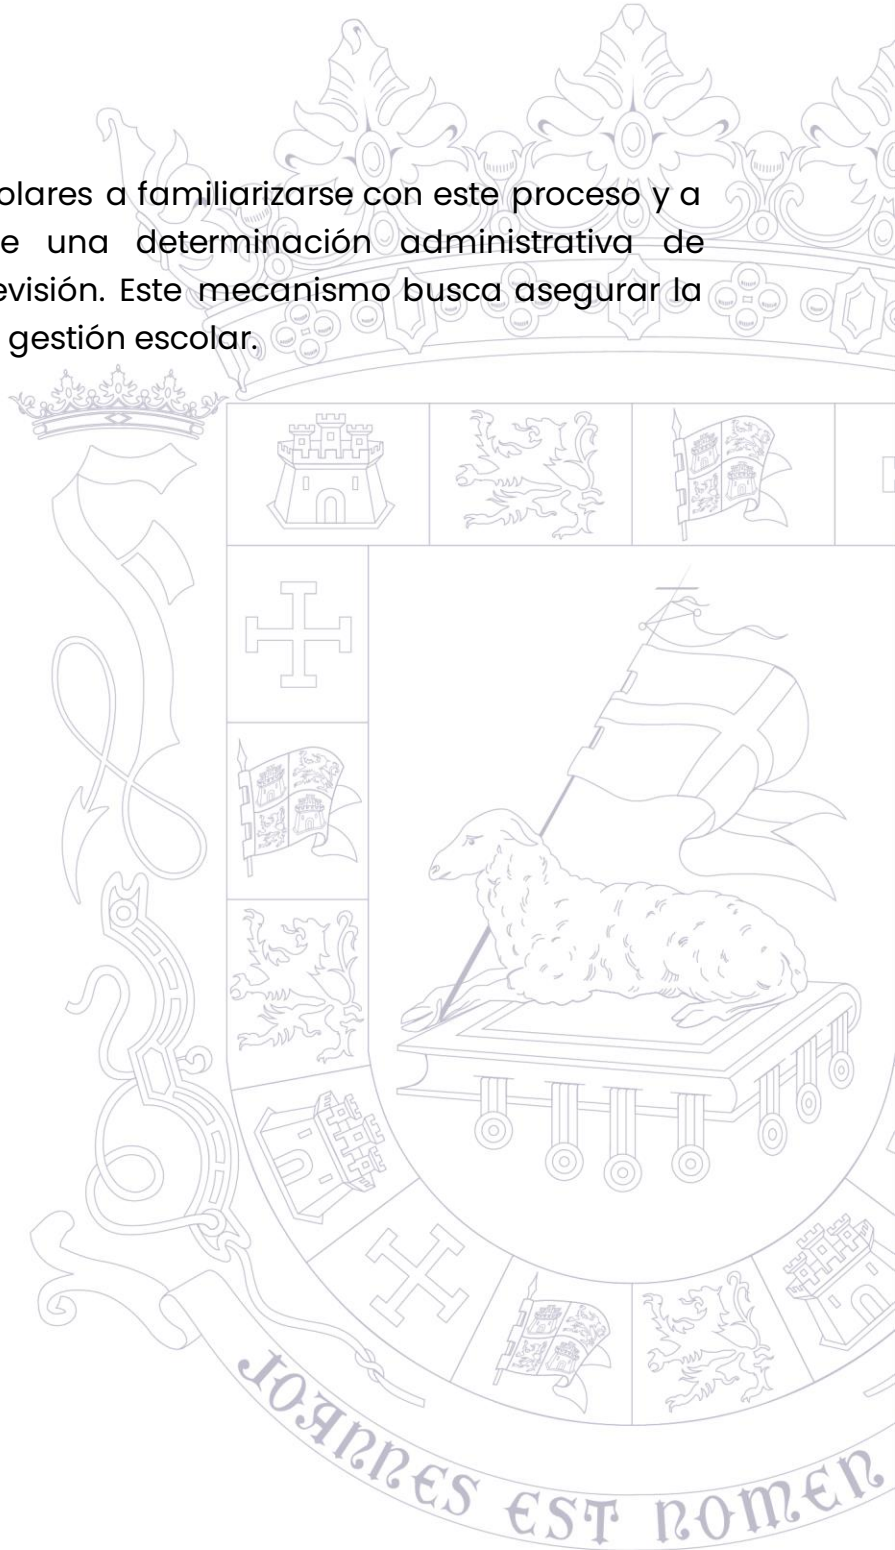 olares a familiarizarse con este proceso y a
e una determinación administrativa de
evisión. Este mecanismo busca asegurar la
gestión escolar.
JOANNES EST NOMEN